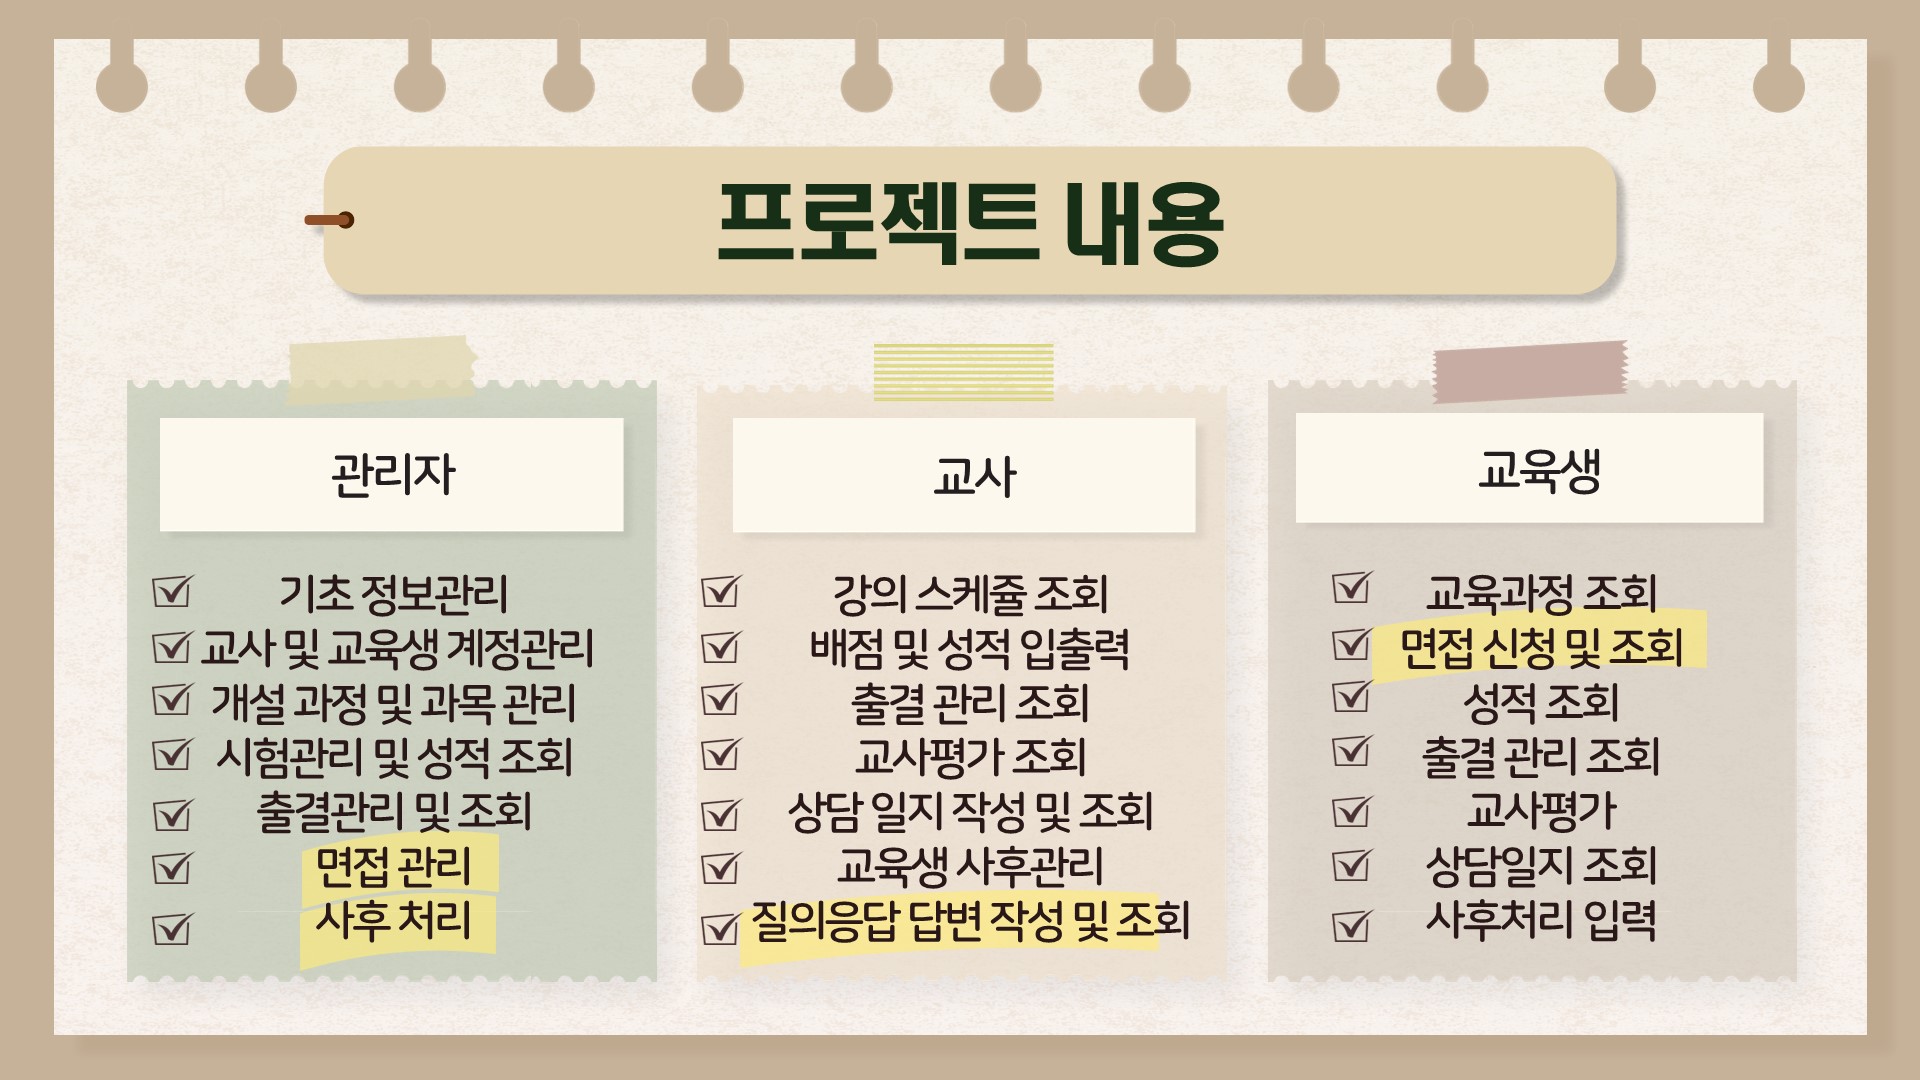 프로젝트 내용
관리자
기초 정보관리
교사 및 교육생 계정관리
개설 과정 및 과목 관리
시험관리 및 성적 조회
출결관리 및 조회
면접 관리
사후 처리
교사
강의 스케쥴 조회
배점 및 성적 입출력
출결 관리 조회
교사평가 조회
상담 일지 작성 및 조회
교육생 사후관리
질의응답 답변 작성 및 조회
교육생
교육과정 조회
면접 신청 및 조회
성적 조회
출결 관리 조회
교사평가
상담일지 조회
사후처리 입력